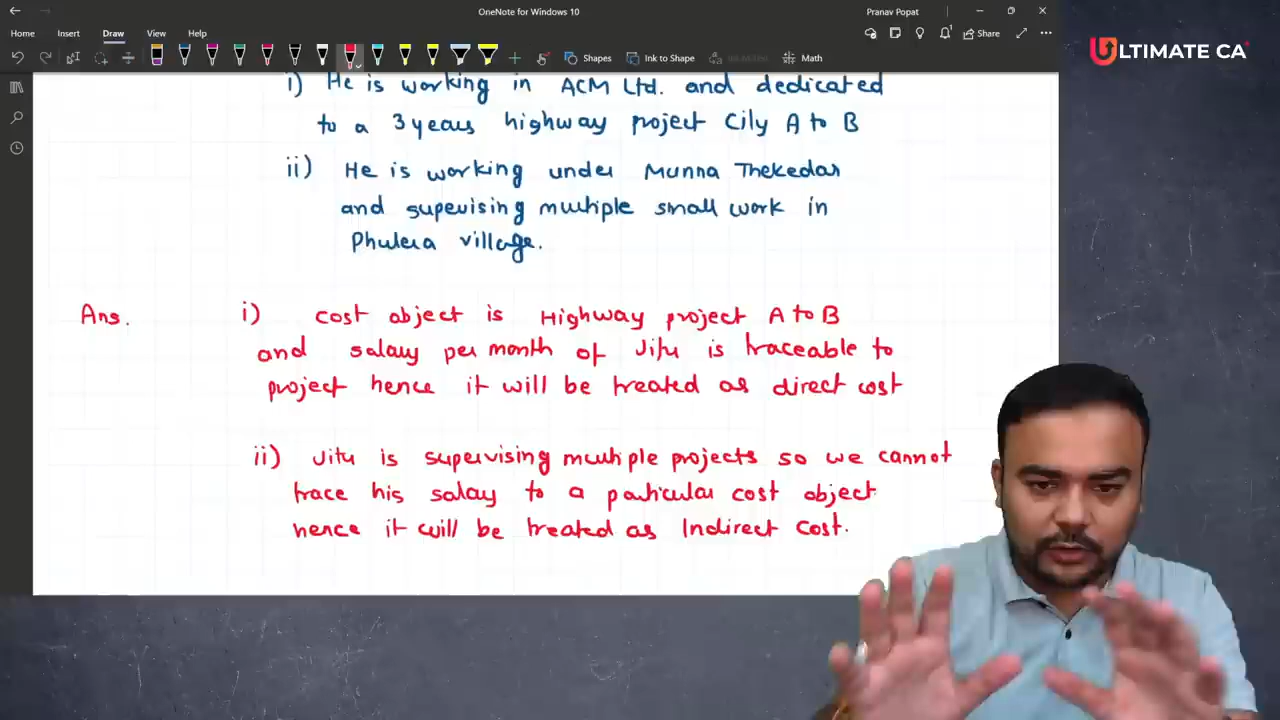 OneNote for Windows 10
Pranav Popat
Home Insert Draw View Help
Share
Shapes Ink to Shape Math
ULTIMATE CA
i) He is working in ACM Ltd. and dedicated
to a 3 years highway project City A to B
ii) He is working under Munna Thekedar
and supevising multiple small work in
Phulera village.
Ans. i) Cost object is Highway project A to B
and salary per month of Jitu is traceable to
project hence it will be treated as direct cost
ii) Jitu is supervising multiple projects so we cannot
trace his salary to a particular cost object
hence it will be treated as Indirect Cost.